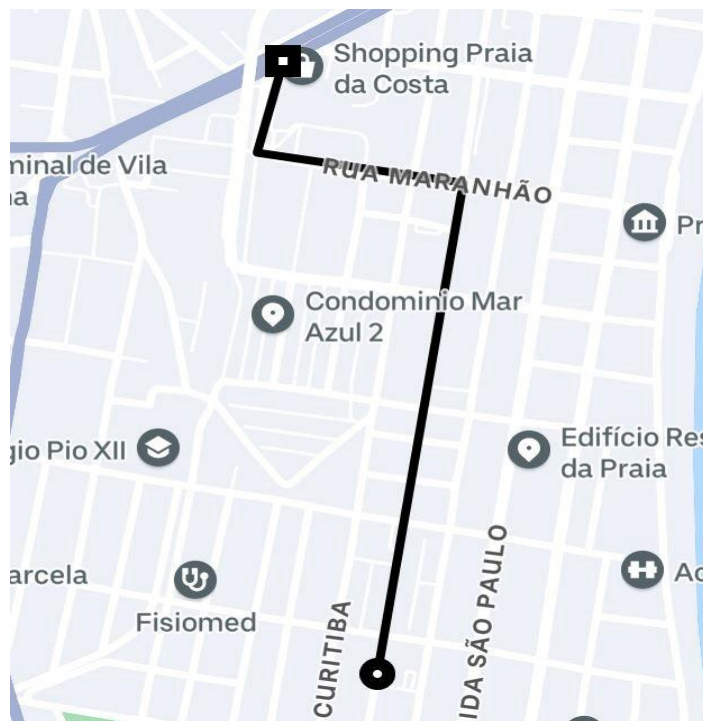 Shopping Praia
da Costa
minal de Vila
na
RUA MARANHÃO
Pr
Condominio Mar
Azul 2
gio Pio XII
Edifício Res
da Praia
IDA SÃO PAULO
arcela
Ac
Fisiomed
CURITIBA